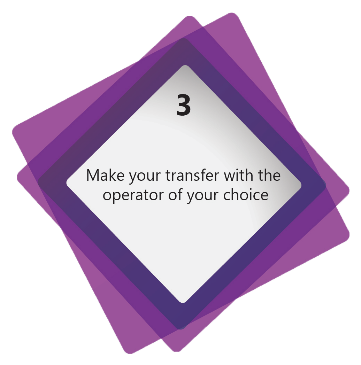 3
Make your transfer with the
operator of your choice